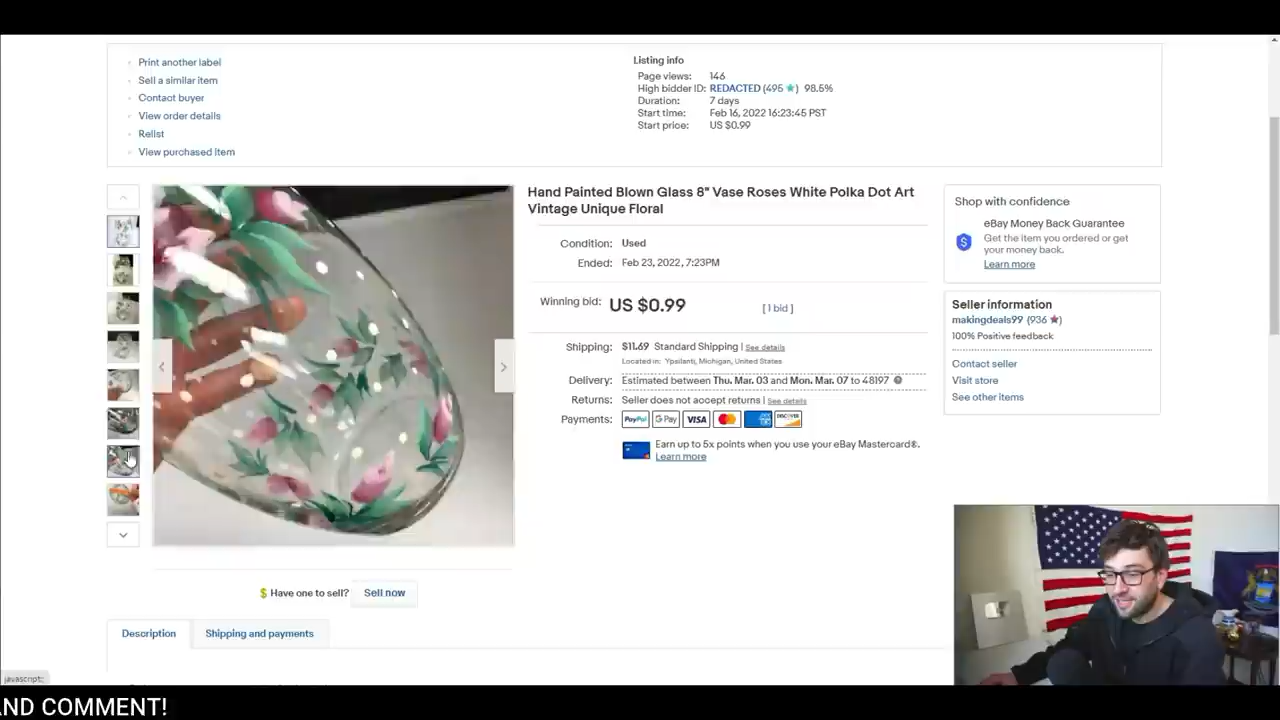 Print another label
Sell a similar item
Contact buyer
View order details
Relist
View purchased item
Listing info
Page views: 146
High bidder ID: REDACTED (495 ) 98.5%
Duration: 7 days
Start time: Feb 16, 2022 16:23:45 PST
Start price: US $0.99
Hand Painted Blown Glass 8" Vase Roses White Polka Dot Art
Vintage Unique Floral
Condition: Used
Ended: Feb 23, 2022, 7:23PM
Winning bid: US $0.99 [ 1 bid ]
Shipping: $11.69 Standard Shipping | See details
Located in: Ypsilanti, Michigan, United States
Delivery: Estimated between Thu. Mar. 03 and Mon. Mar. 07 to 48197
Returns: Seller does not accept returns | See details
Payments: PayPal G Pay VISA DISCOVER
Earn up to 5x points when you use your eBay Mastercard®.
Learn more
Shop with confidence
eBay Money Back Guarantee
Get the item you ordered or get
your money back.
Learn more
Seller information
makingdeals99 (936 )
100% Positive feedback
Contact seller
Visit store
See other items
$ Have one to sell? Sell now
Description Shipping and payments
javascript:;
AND COMMENT!